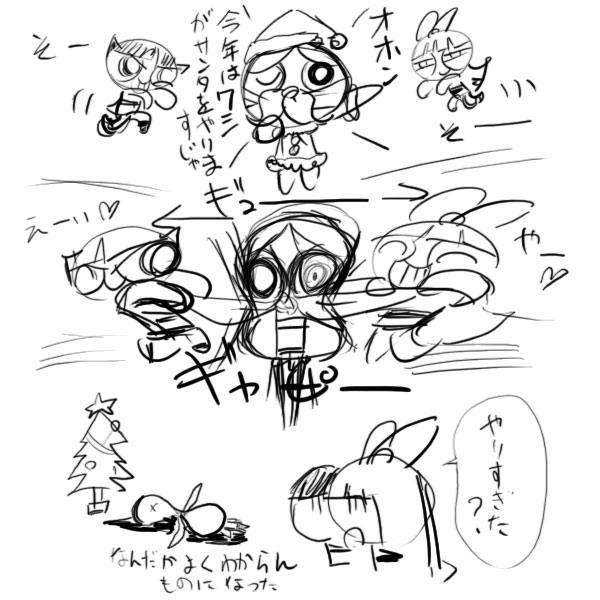 オホン
今年はワシ
がサンタをやりま
すじゃ
そー
そー
ギュ
えーい♡
やー♡
ギャピー
やりすぎた
?
なんだかよくわからん
ものになった